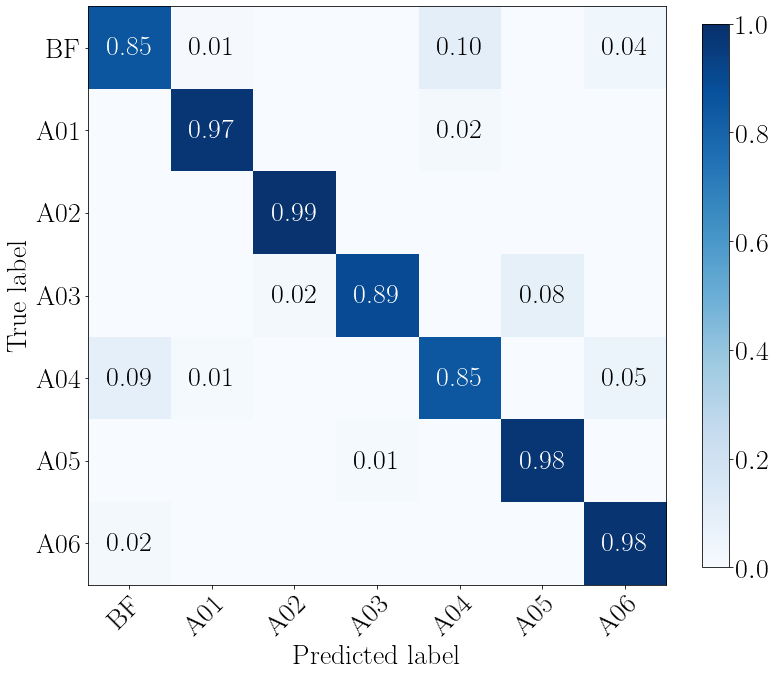 BF 0.85 0.01 0.10 0.04
A01 0.97 0.02
A02 0.99
A03 0.02 0.89 0.08
A04 0.09 0.01 0.85 0.05
A05 0.01 0.98
A06 0.02 0.98
True label
BF A01 A02 A03 A04 A05 A06
Predicted label
1.0
0.8
0.6
0.4
0.2
0.0